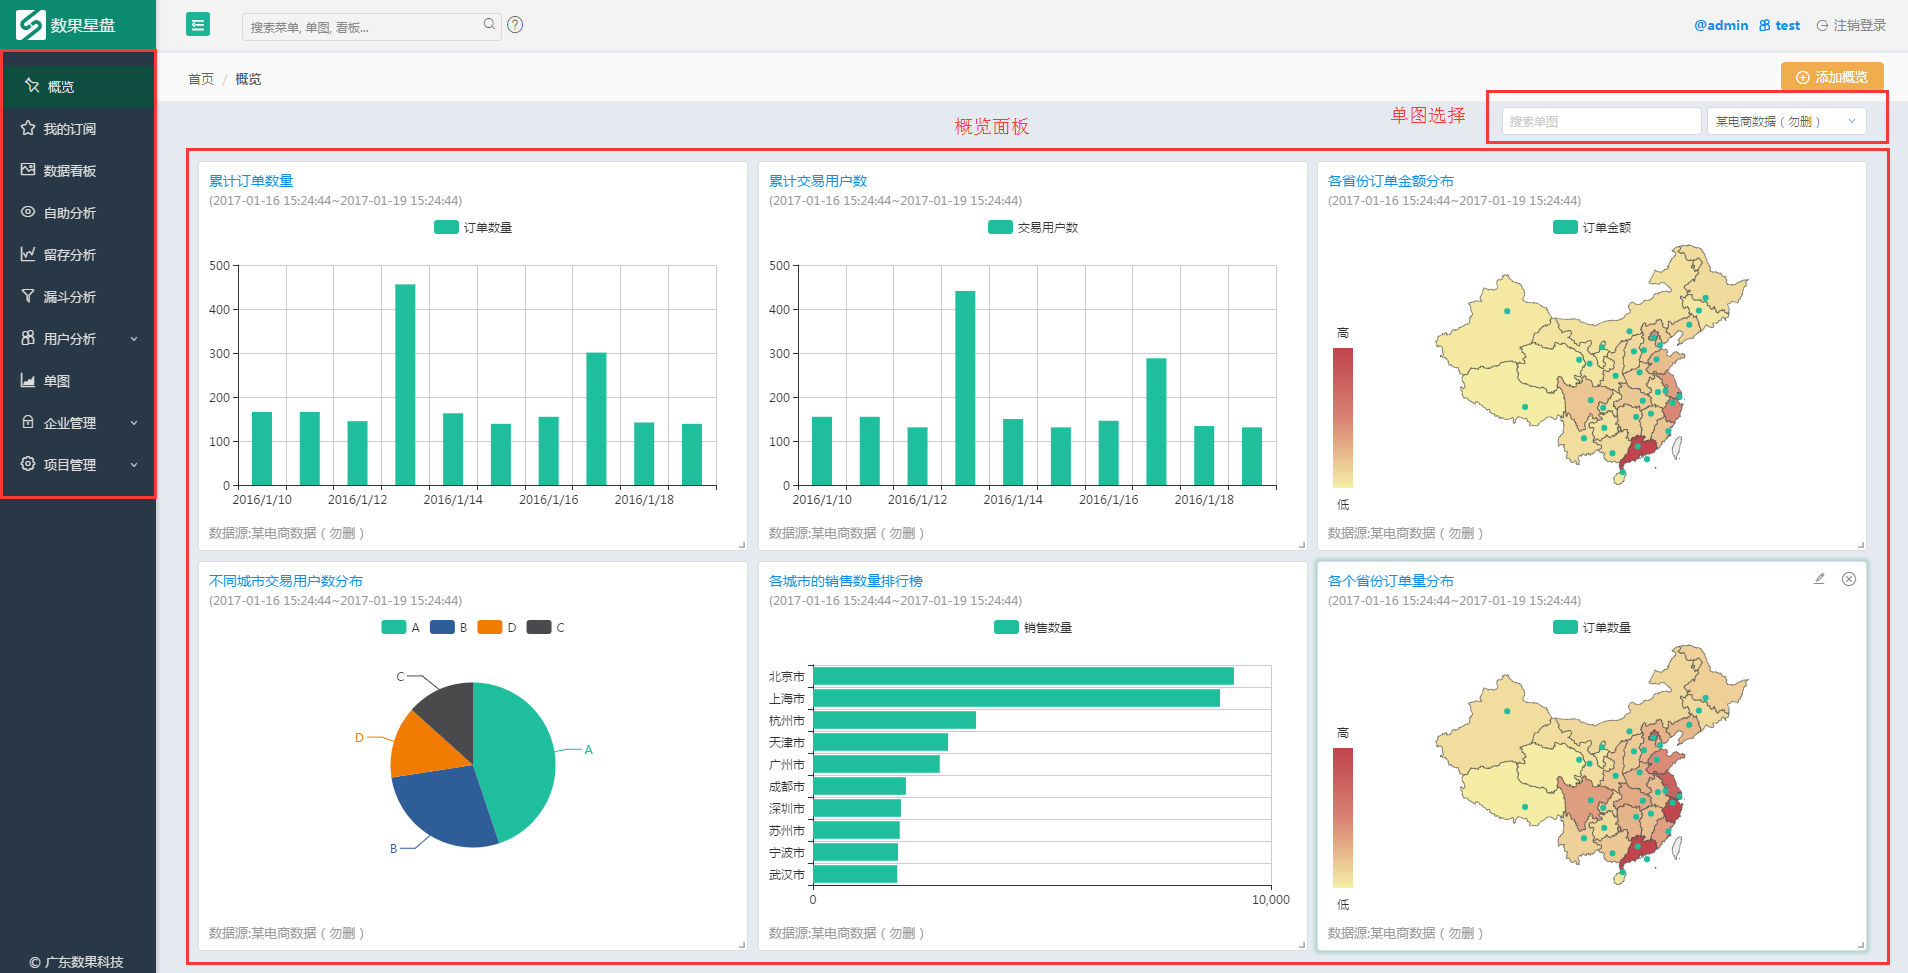 数果星盘
搜索菜单, 单图, 看板...
@admin
test
注销登录
概览
我的订阅
数据看板
自助分析
留存分析
漏斗分析
用户分析
单图
企业管理
项目管理
© 广东数果科技
首页 / 概览
添加概览
概览面板
单图选择
搜索单图
某电商数据（勿删）
累计订单数量
(2017-01-16 15:24:44~2017-01-19 15:24:44)
订单数量
500
400
300
200
100
0
2016/1/10 2016/1/12 2016/1/14 2016/1/16 2016/1/18
数据源:某电商数据（勿删）
累计交易用户数
(2017-01-16 15:24:44~2017-01-19 15:24:44)
交易用户数
500
400
300
200
100
0
2016/1/10 2016/1/12 2016/1/14 2016/1/16 2016/1/18
数据源:某电商数据（勿删）
各省份订单金额分布
(2017-01-16 15:24:44~2017-01-19 15:24:44)
订单金额
高
低
数据源:某电商数据（勿删）
不同城市交易用户数分布
(2017-01-16 15:24:44~2017-01-19 15:24:44)
A B D C
C
D
A
B
数据源:某电商数据（勿删）
各城市的销售数量排行榜
(2017-01-16 15:24:44~2017-01-19 15:24:44)
销售数量
北京市
上海市
杭州市
天津市
广州市
成都市
深圳市
苏州市
宁波市
武汉市
0 10,000
数据源:某电商数据（勿删）
各个省份订单量分布
(2017-01-16 15:24:44~2017-01-19 15:24:44)
订单数量
高
低
数据源:某电商数据（勿删）